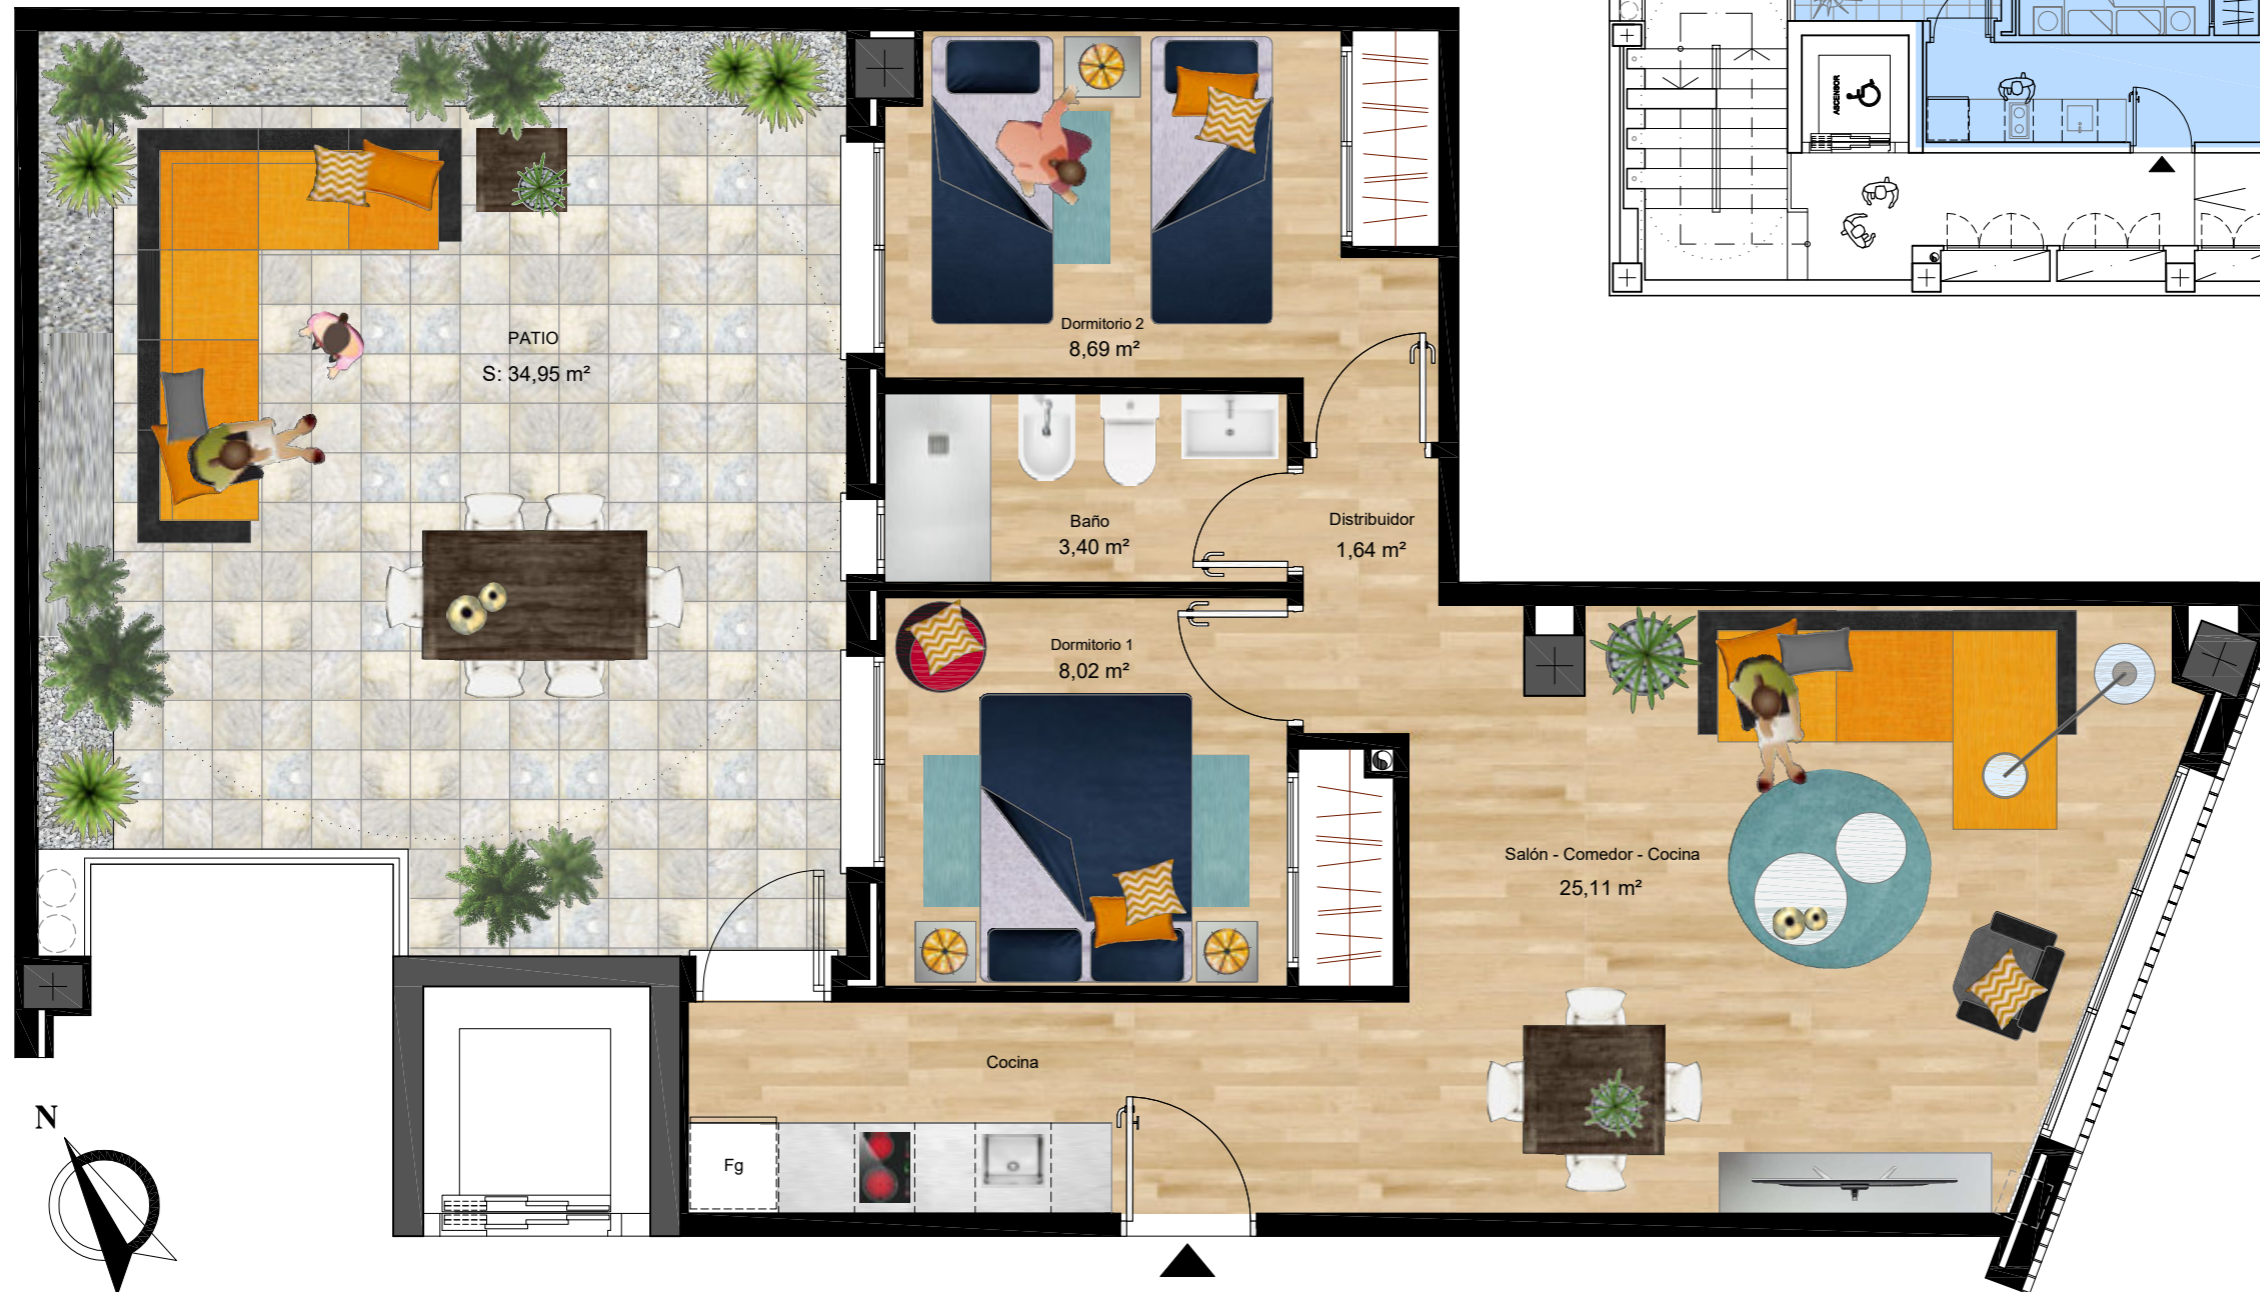 ASCENSOR
PATIO
S: 34,95 m²
Dormitorio 2
8,69 m²
Baño
3,40 m²
Distribuidor
1,64 m²
Dormitorio 1
8,02 m²
Salón - Comedor - Cocina
25,11 m²
Cocina
Fg
N